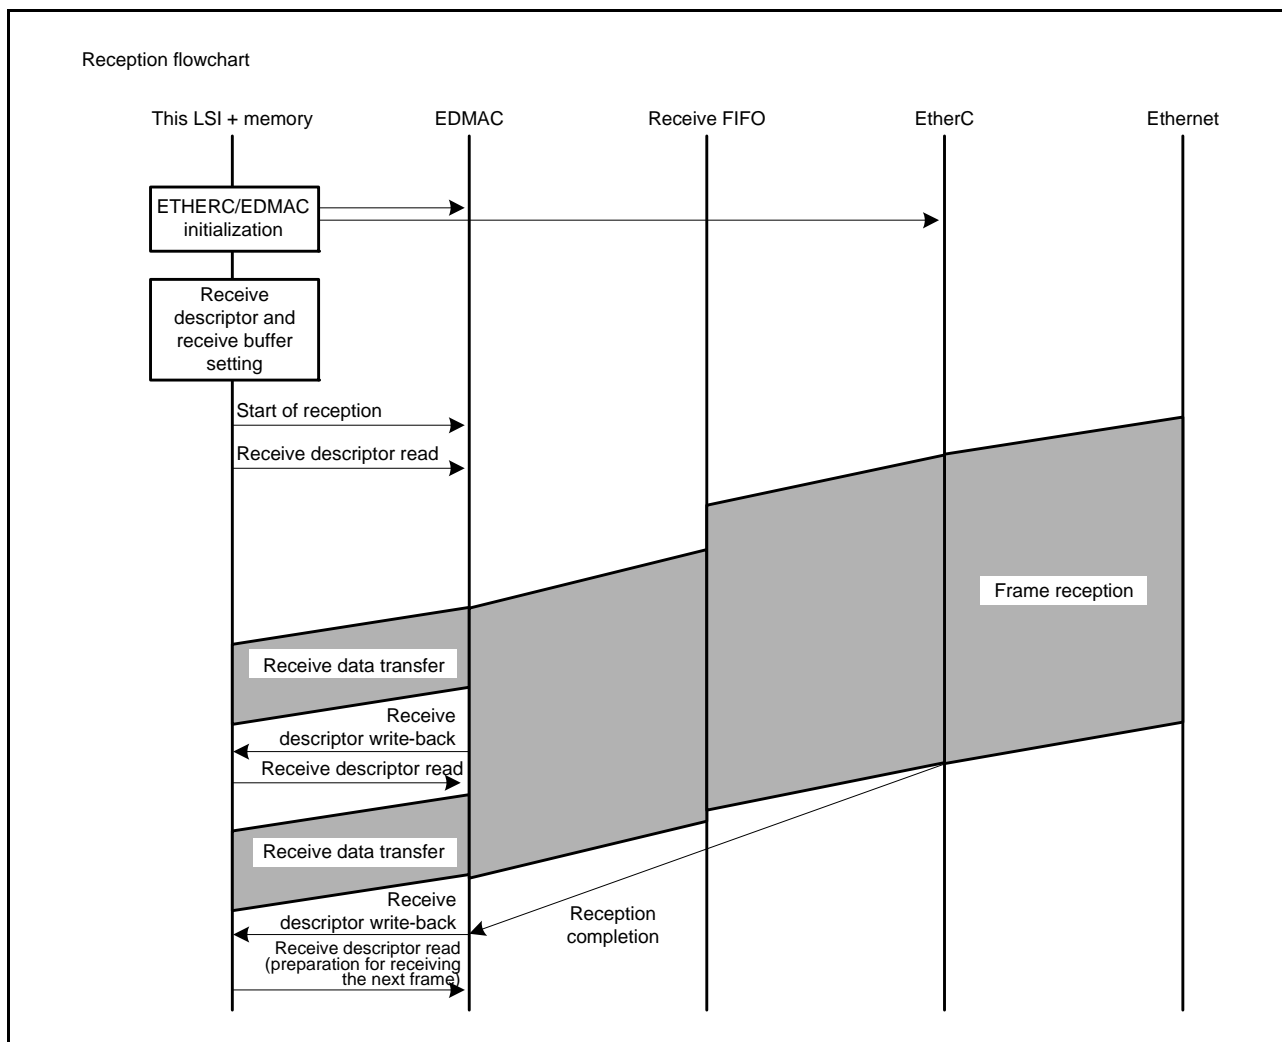 Reception flowchart
This LSI + memory
EDMAC
Receive FIFO
EtherC
Ethernet
ETHERC/EDMAC
initialization
Receive
descriptor and
receive buffer
setting
Start of reception
Receive descriptor read
Frame reception
Receive data transfer
Receive
descriptor write-back
Receive descriptor read
Receive data transfer
Receive
descriptor write-back
Reception
completion
Receive descriptor read
(preparation for receiving
the next frame)